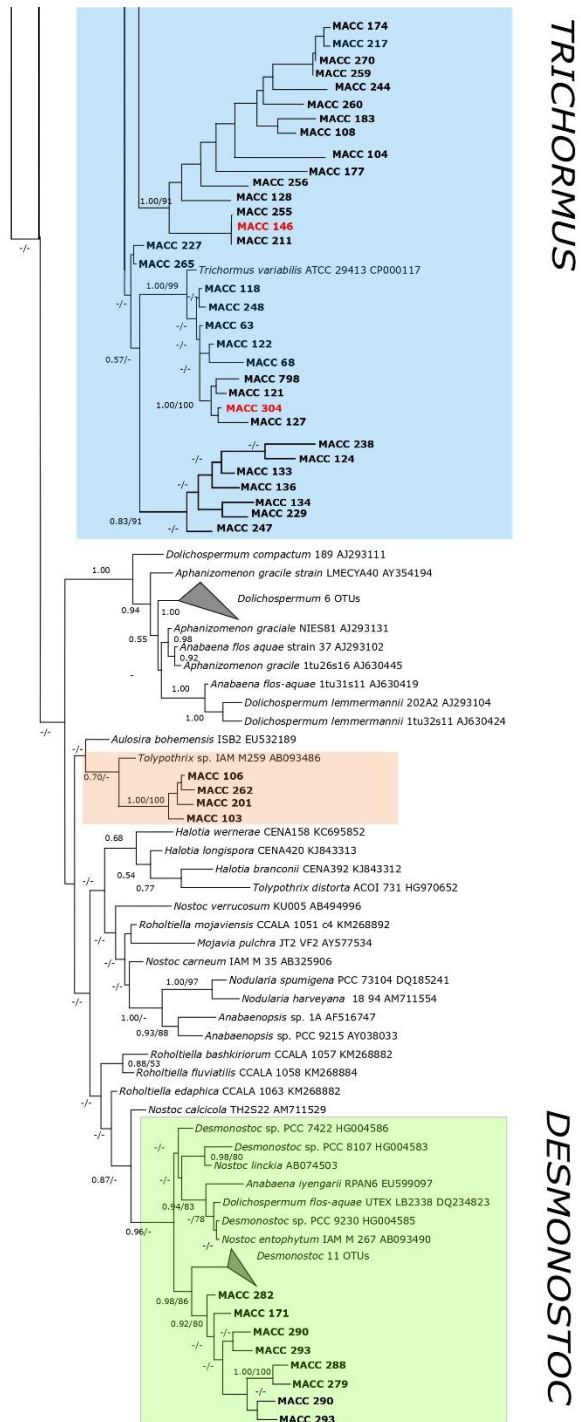 TRICHORMUS
MACC 174
MACC 217
MACC 270
MACC 259
MACC 244
MACC 260
MACC 183
MACC 108
MACC 104
MACC 177
MACC 256
1.00/91
MACC 128
MACC 255
MACC 146
MACC 211
-/-
MACC 227
MACC 265
Trichormus variabilis ATCC 29413 CP000117
1.00/99
MACC 118
-/-
-/-
MACC 248
MACC 63
-/-
MACC 122
0.57/-
-/-
MACC 68
MACC 798
MACC 121
1.00/100
MACC 304
MACC 127
-/-
MACC 238
MACC 124
-/-
MACC 133
MACC 136
-/-
MACC 134
MACC 229
0.83/91
-/-
MACC 247
Dolichospermum compactum 189 AJ293111
1.00
Aphanizomenon gracile strain LMECYA40 AY354194
0.94
Dolichospermum 6 OTUs
1.00
Aphanizomenon graciale NIES81 AJ293131
0.55
0.98
Anabaena flos aquae strain 37 AJ293102
0.92
Aphanizomenon gracile 1tu26s16 AJ630445
-
Anabaena flos-aquae 1tu31s11 AJ630419
1.00
Dolichospermum lemmermannii 202A2 AJ293104
1.00
Dolichospermum lemmermannii 1tu32s11 AJ630424
-/-
Aulosira bohemensis ISB2 EU532189
-/-
Tolypothrix sp. IAM M259 AB093486
0.70/-
MACC 106
MACC 262
1.00/100
MACC 201
MACC 103
Halotia wernerae CENA158 KC695852
0.68
Halotia longispora CENA420 KJ843313
-/-
Halotia branconii CENA392 KJ843312
0.54
0.77
Tolypothrix distorta ACOI 731 HG970652
Nostoc verrucosum KU005 AB494996
-/-
Roholtiella mojaviensis CCALA 1051 c4 KM268892
-/-
Mojavia pulchra JT2 VF2 AY577534
-/-
Nostoc carneum IAM M 35 AB325906
-/-
1.00/97
Nodularia spumigena PCC 73104 DQ185241
-/-
Nodularia harveyana 18 94 AM711554
1.00/-
Anabaenopsis sp. 1A AF516747
0.93/88
Anabaenopsis sp. PCC 9215 AY038033
Roholtiella bashkiriorum CCALA 1057 KM268882
0.88/53
Roholtiella fluviatilis CCALA 1058 KM268884
-/-
Roholtiella edaphica CCALA 1063 KM268882
-/-
Nostoc calcicola TH2S22 AM711529
DESMONOSTOC
Desmonostoc sp. PCC 7422 HG004586
-/-
Desmonostoc sp. PCC 8107 HG004583
0.98/80
Nostoc linckia AB074503
0.87/-
-/-
Anabaena iyengarii RPAN6 EU599097
0.94/83
Dolichospermum flos-aquae UTEX LB2338 DQ234823
-/78
Desmonostoc sp. PCC 9230 HG004585
0.96/-
-/-
Nostoc entophytum IAM M 267 AB093490
Desmonostoc 11 OTUs
0.98/86
MACC 282
MACC 171
0.92/80
-/-
MACC 290
-/-
MACC 293
1.00/100
MACC 288
-/-
MACC 279
-/-
MACC 290
-/-
MACC 293